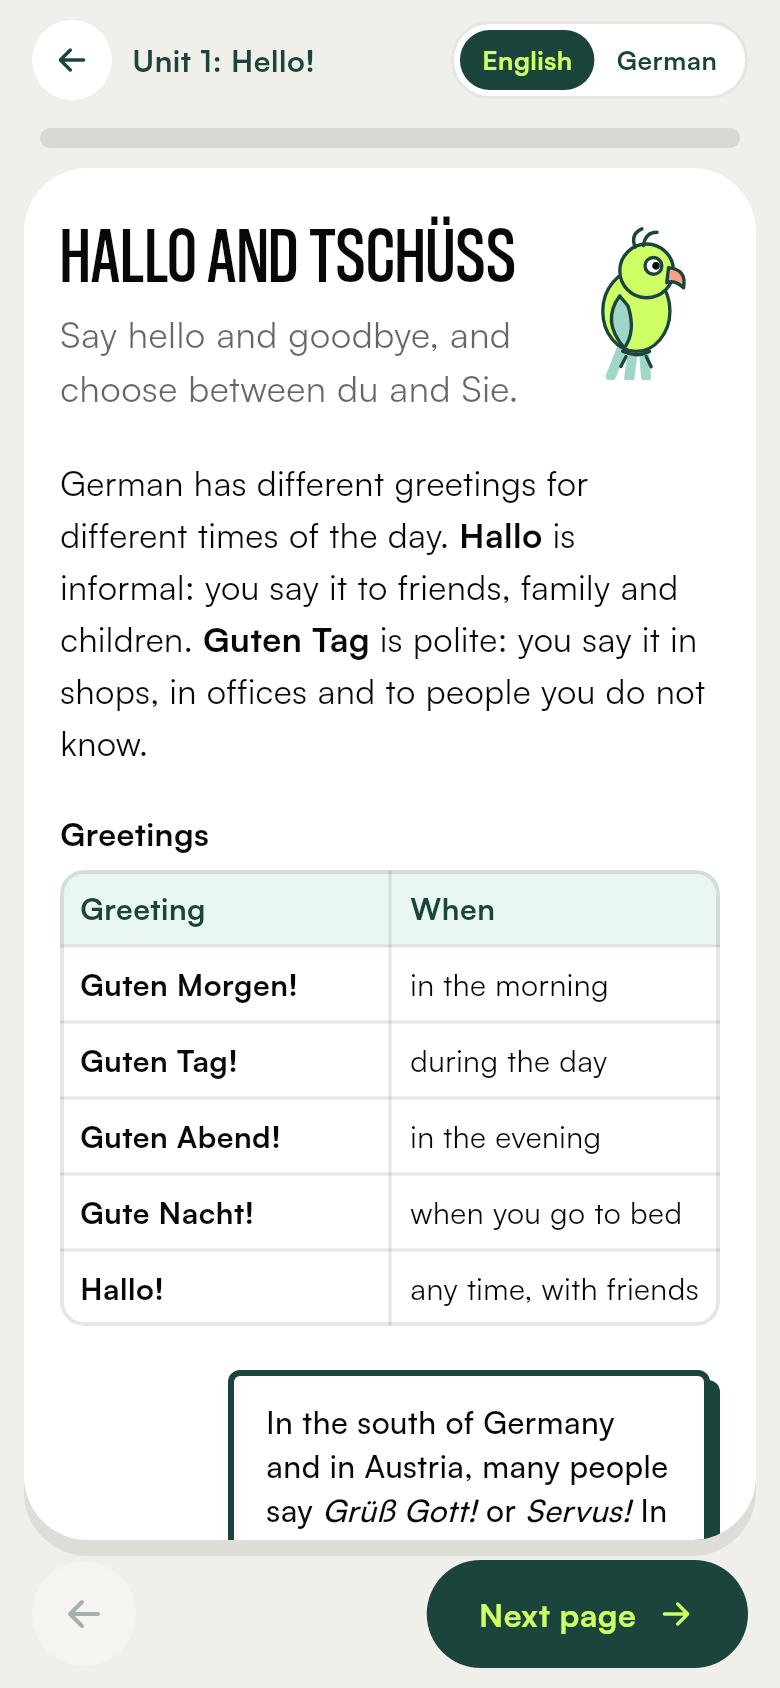 Unit 1: Hello!
English German
HALLO AND TSCHÜSS
Say hello and goodbye, and
choose between du and Sie.
German has different greetings for
different times of the day. Hallo is
informal: you say it to friends, family and
children. Guten Tag is polite: you say it in
shops, in offices and to people you do not
know.
Greetings
Greeting When
Guten Morgen! in the morning
Guten Tag! during the day
Guten Abend! in the evening
Gute Nacht! when you go to bed
Hallo! any time, with friends
In the south of Germany
and in Austria, many people
say Grüß Gott! or Servus! In
Next page